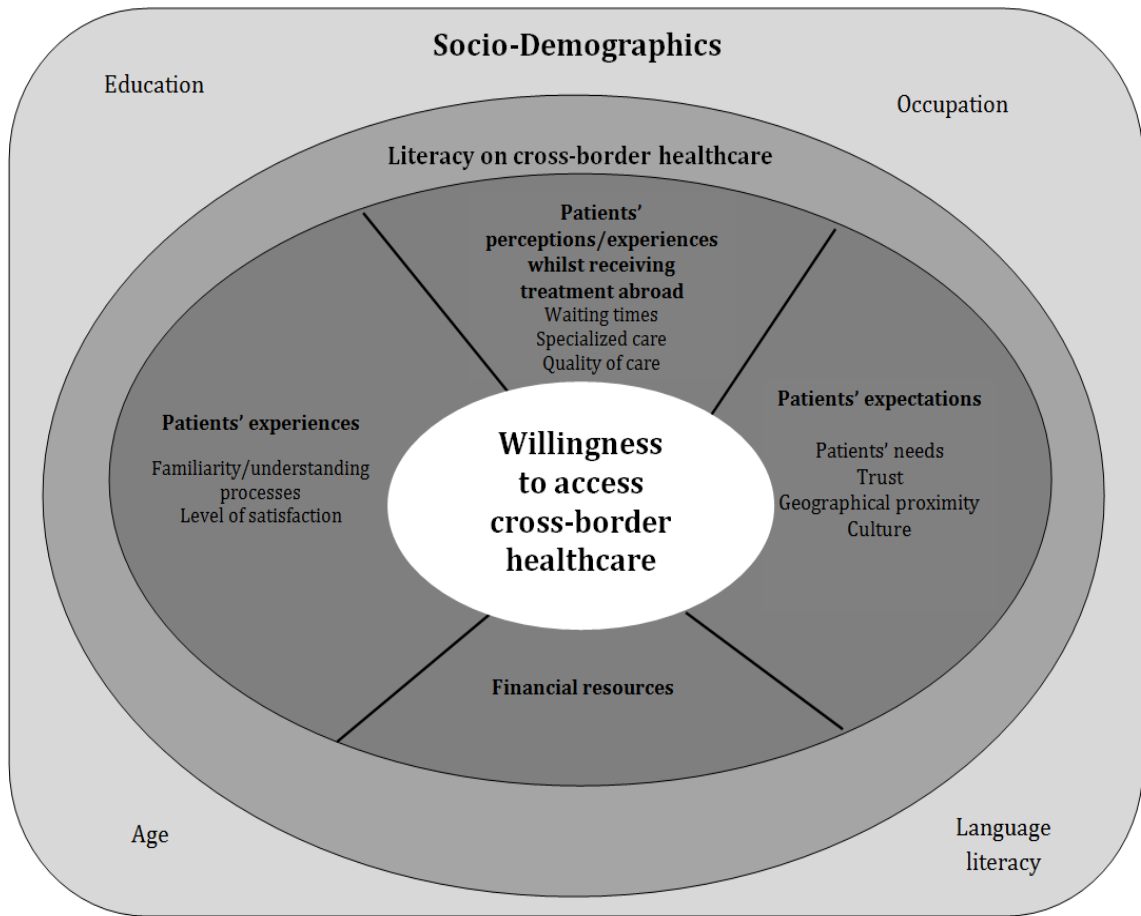 Socio-Demographics
Education
Occupation
Literacy on cross-border healthcare
Patients’
perceptions/experiences
whilst receiving
treatment abroad
Waiting times
Specialized care
Quality of care
Patients’ experiences
Familiarity/understanding
processes
Level of satisfaction
Willingness
to access
cross-border
healthcare
Patients’ expectations
Patients’ needs
Trust
Geographical proximity
Culture
Financial resources
Age
Language
literacy